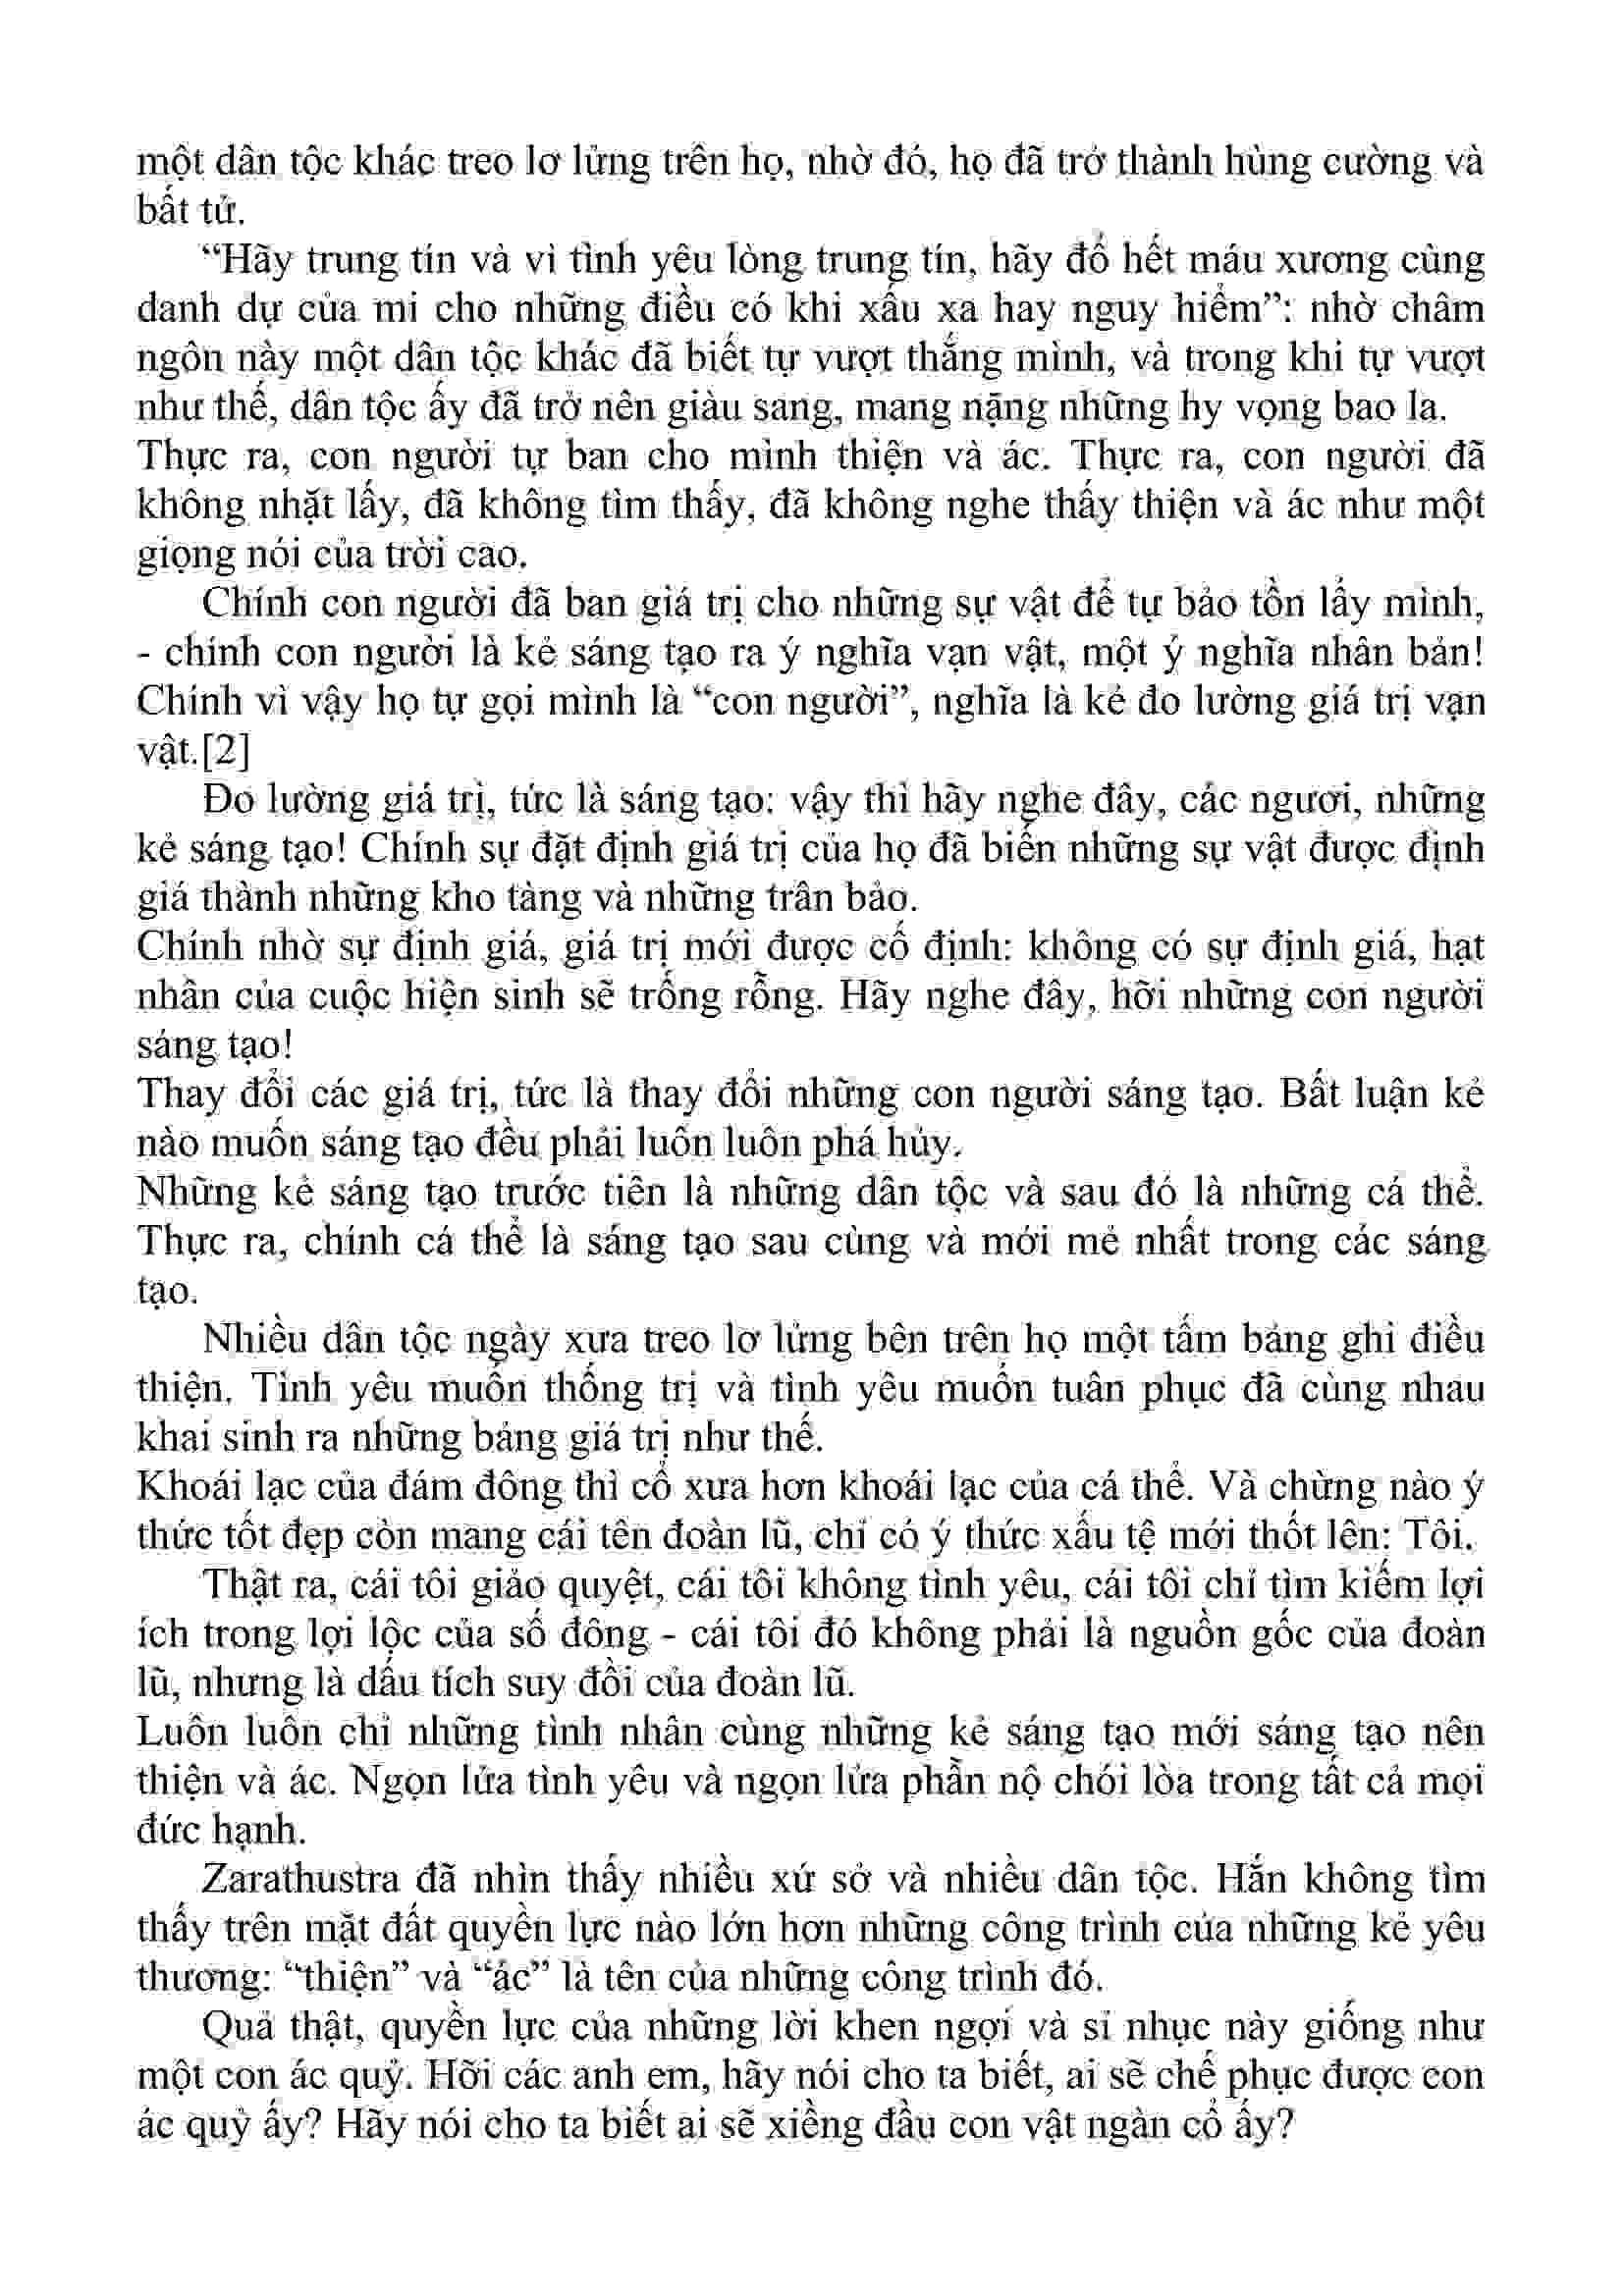 một dân tộc khác treo lơ lửng trên họ, nhờ đó, họ đã trở thành hùng cường và
bất tử.
“Hãy trung tín và vì tình yêu lòng trung tín, hãy đổ hết máu xương cùng
danh dự của mi cho những điều có khi xấu xa hay nguy hiểm”: nhờ châm
ngôn này một dân tộc khác đã biết tự vượt thắng mình, và trong khi tự vượt
như thế, dân tộc ấy đã trở nên giàu sang, mang nặng những hy vọng bao la.
Thực ra, con người tự ban cho mình thiện và ác. Thực ra, con người đã
không nhặt lấy, đã không tìm thấy, đã không nghe thấy thiện và ác như một
giọng nói của trời cao.
Chính con người đã ban giá trị cho những sự vật để tự bảo tồn lấy mình,
- chính con người là kẻ sáng tạo ra ý nghĩa vạn vật, một ý nghĩa nhân bản!
Chính vì vậy họ tự gọi mình là “con người”, nghĩa là kẻ đo lường giá trị vạn
vật.[2]
Đo lường giá trị, tức là sáng tạo: vậy thì hãy nghe đây, các ngươi, những
kẻ sáng tạo! Chính sự đặt định giá trị của họ đã biến những sự vật được định
giá thành những kho tàng và những trân bảo.
Chính nhờ sự định giá, giá trị mới được cố định: không có sự định giá, hạt
nhân của cuộc hiện sinh sẽ trống rỗng. Hãy nghe đây, hỡi những con người
sáng tạo!
Thay đổi các giá trị, tức là thay đổi những con người sáng tạo. Bất luận kẻ
nào muốn sáng tạo đều phải luôn luôn phá hủy.
Những kẻ sáng tạo trước tiên là những dân tộc và sau đó là những cá thể.
Thực ra, chính cá thể là sáng tạo sau cùng và mới mẻ nhất trong các sáng
tạo.
Nhiều dân tộc ngày xưa treo lơ lửng bên trên họ một tấm bảng ghi điều
thiện. Tình yêu muốn thống trị và tình yêu muốn tuân phục đã cùng nhau
khai sinh ra những bảng giá trị như thế.
Khoái lạc của đám đông thì cổ xưa hơn khoái lạc của cá thể. Và chừng nào ý
thức tốt đẹp còn mang cái tên đoàn lũ, chỉ có ý thức xấu tệ mới thốt lên: Tôi.
Thật ra, cái tôi giảo quyệt, cái tôi không tình yêu, cái tôi chỉ tìm kiếm lợi
ích trong lợi lộc của số đông - cái tôi đó không phải là nguồn gốc của đoàn
lũ, nhưng là dấu tích suy đồi của đoàn lũ.
Luôn luôn chỉ những tình nhân cùng những kẻ sáng tạo mới sáng tạo nên
thiện và ác. Ngọn lửa tình yêu và ngọn lửa phẫn nộ chói lòa trong tất cả mọi
đức hạnh.
Zarathustra đã nhìn thấy nhiều xứ sở và nhiều dân tộc. Hắn không tìm
thấy trên mặt đất quyền lực nào lớn hơn những công trình của những kẻ yêu
thương: “thiện” và “ác” là tên của những công trình đó.
Quả thật, quyền lực của những lời khen ngợi và sỉ nhục này giống như
một con ác quỷ. Hỡi các anh em, hãy nói cho ta biết, ai sẽ chế phục được con
ác quỷ ấy? Hãy nói cho ta biết ai sẽ xiềng đầu con vật ngàn cổ ấy?